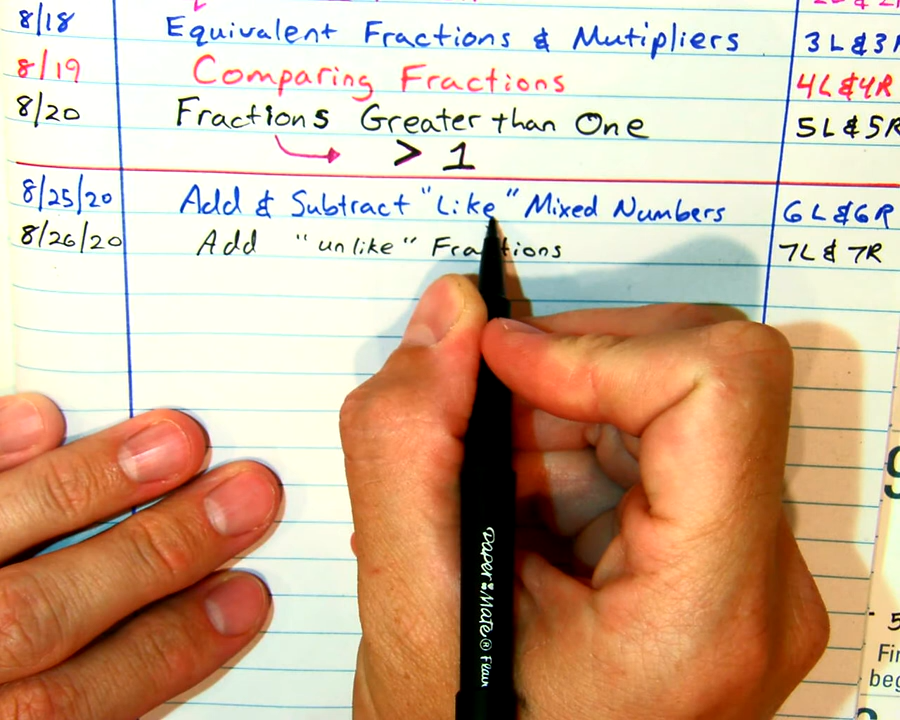 8/18 Equivalent Fractions & Mutipliers 3L & 3R
8/19 Comparing Fractions 4L & 4R
8/20 Fractions Greater than One 5L & 5R
> 1
8/25/20 Add & Subtract "Like" Mixed Numbers 6L & 6R
8/26/20 Add "unlike" Fractions 7L & 7R
Paper Mate® Flair